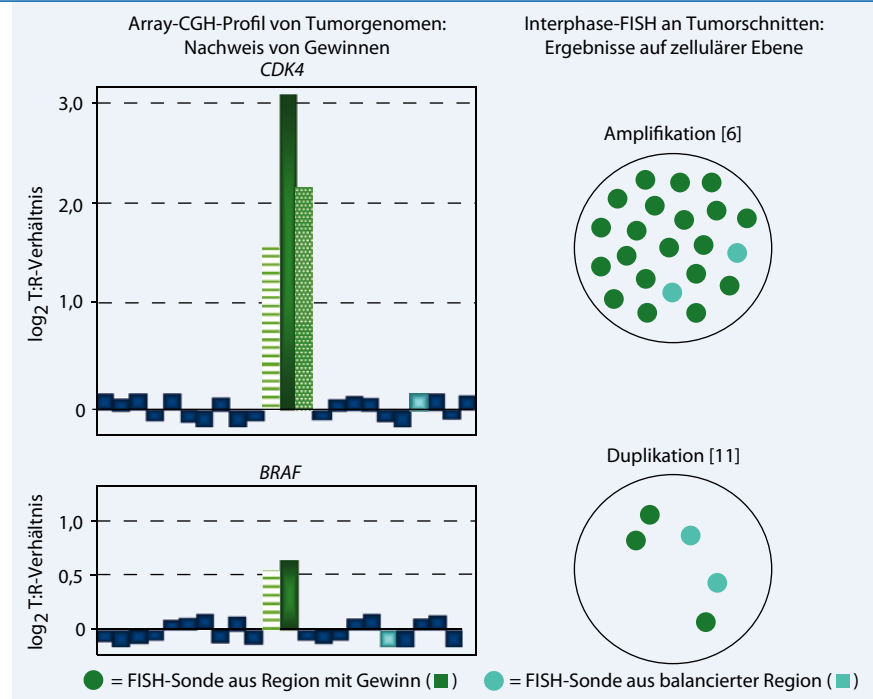 Array-CGH-Profil von Tumorgenomen:
Nachweis von Gewinnen
CDK4
3,0
2,0
1,0
0
log2 T:R-Verhältnis
BRAF
1,0
0,5
0
log2 T:R-Verhältnis
Interphase-FISH an Tumorschnitten:
Ergebnisse auf zellulärer Ebene
Amplifikation [6]
Duplikation [11]
= FISH-Sonde aus Region mit Gewinn ( )
= FISH-Sonde aus balancierter Region ( )